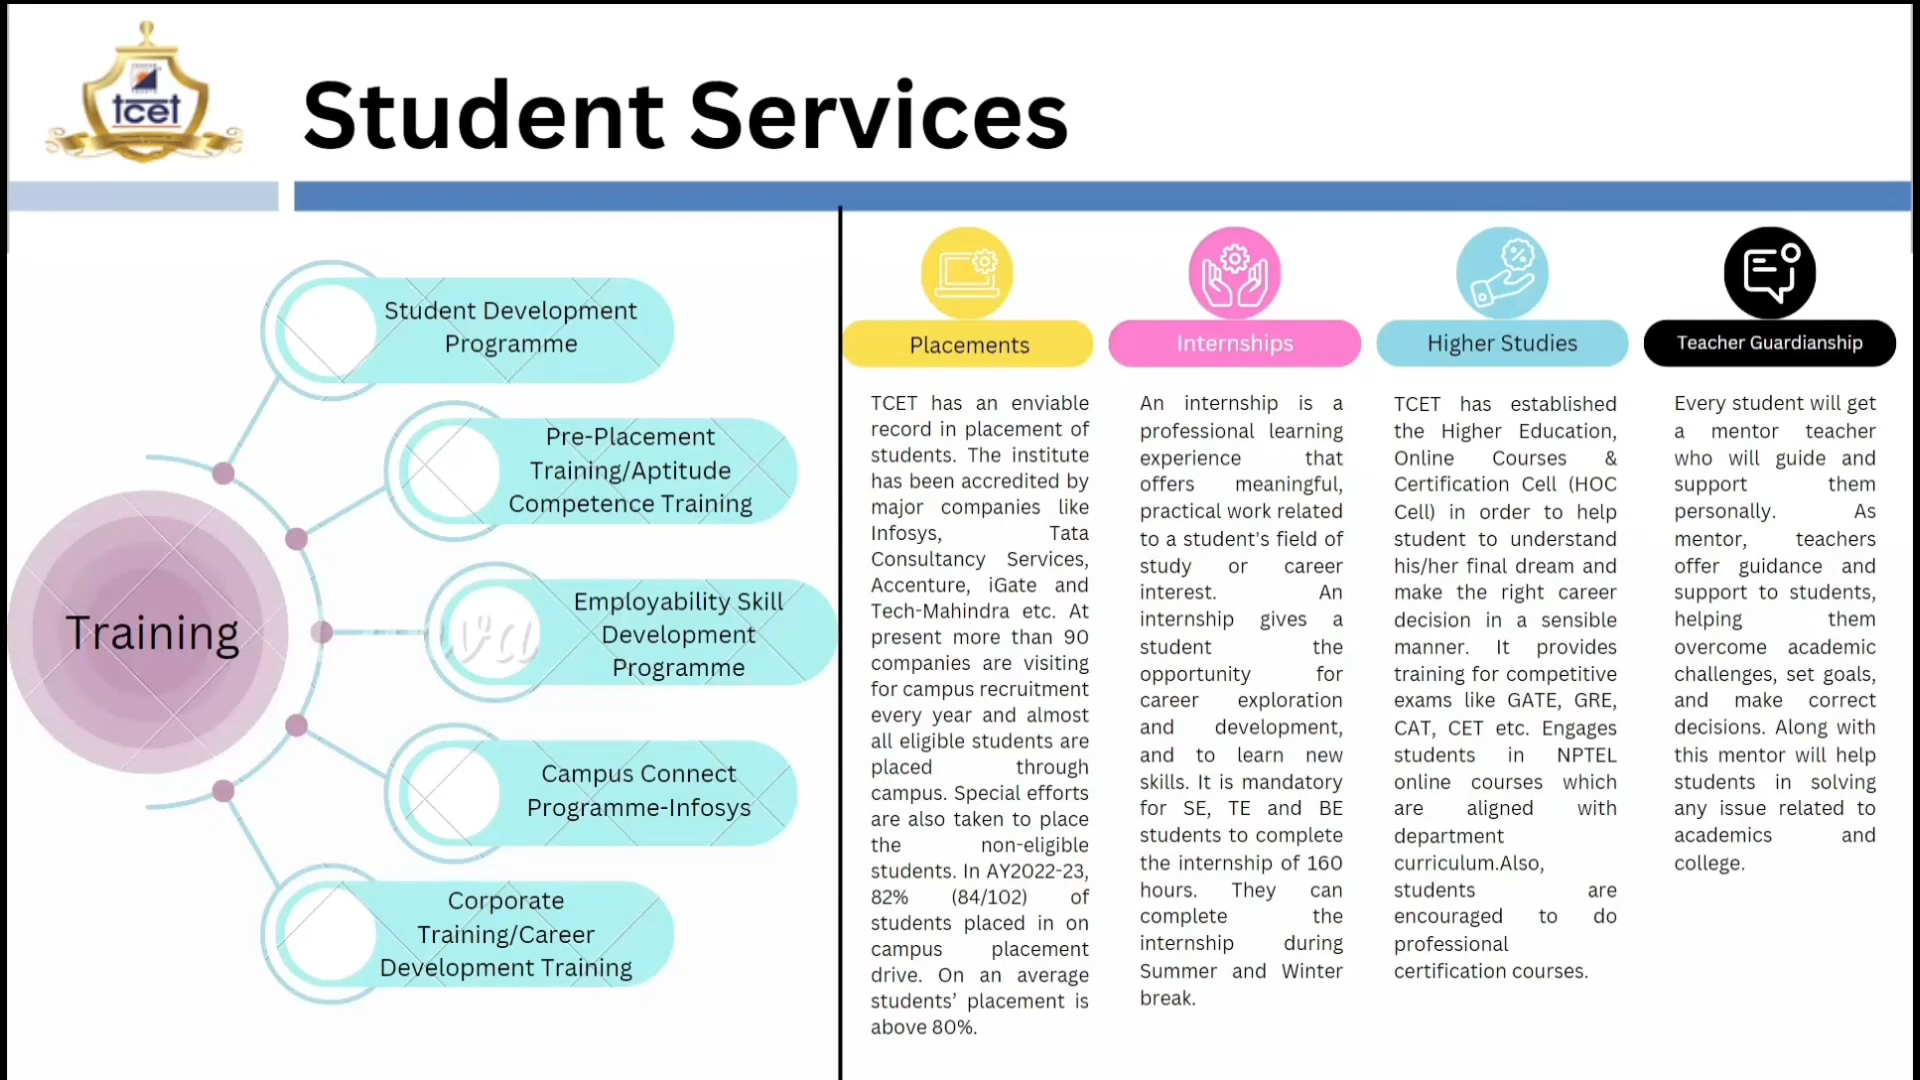 tcet
Student Services
Training
Student Development
Programme
Pre-Placement
Training/Aptitude
Competence Training
Employability Skill
Development
Programme
Campus Connect
Programme-Infosys
Corporate
Training/Career
Development Training
Placements
TCET has an enviable
record in placement of
students. The institute
has been accredited by
major companies like
Infosys, Tata
Consultancy Services,
Accenture, iGate and
Tech-Mahindra etc. At
present more than 90
companies are visiting
for campus recruitment
every year and almost
all eligible students are
placed through
campus. Special efforts
are also taken to place
the non-eligible
students. In AY2022-23,
82% (84/102) of
students placed in on
campus placement
drive. On an average
students’ placement is
above 80%.
Internships
An internship is a
professional learning
experience that
offers meaningful,
practical work related
to a student's field of
study or career
interest. An
internship gives a
student the
opportunity for
career exploration
and development,
and to learn new
skills. It is mandatory
for SE, TE and BE
students to complete
the internship of 160
hours. They can
complete the
internship during
Summer and Winter
break.
Higher Studies
TCET has established
the Higher Education,
Online Courses &
Certification Cell (HOC
Cell) in order to help
student to understand
his/her final dream and
make the right career
decision in a sensible
manner. It provides
training for competitive
exams like GATE, GRE,
CAT, CET etc. Engages
students in NPTEL
online courses which
are aligned with
department
curriculum.Also,
students are
encouraged to do
professional
certification courses.
Teacher Guardianship
Every student will get
a mentor teacher
who will guide and
support them
personally. As
mentor, teachers
offer guidance and
support to students,
helping them
overcome academic
challenges, set goals,
and make correct
decisions. Along with
this mentor will help
students in solving
any issue related to
academics and
college.